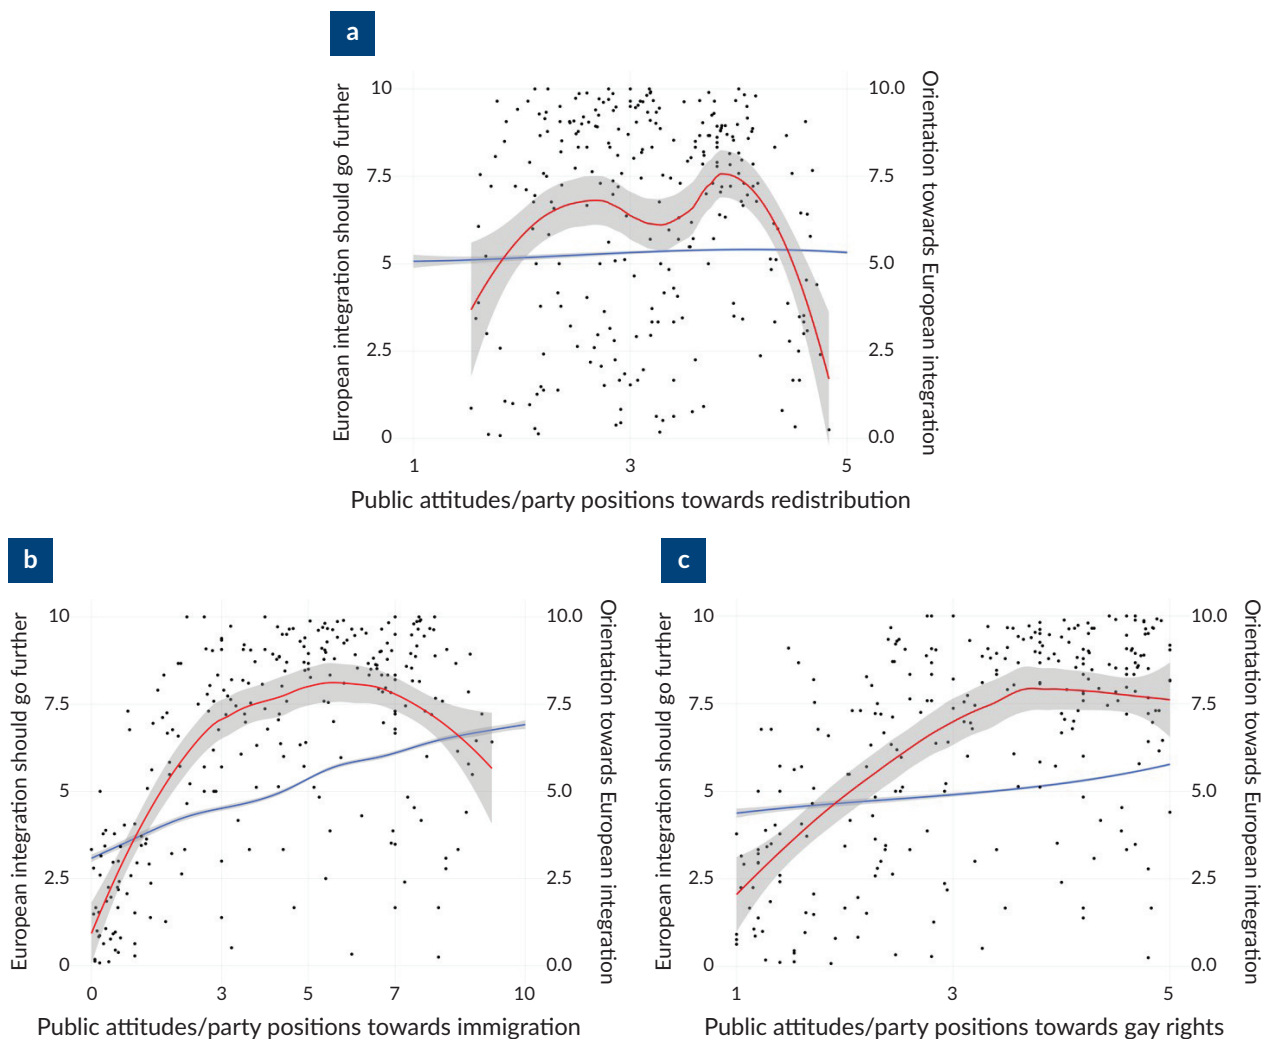 a
European integration should go further
10
7.5
5
2.5
0
10.0
7.5
5.0
2.5
0.0
Orientation towards European integration
1 3 5
Public attitudes/party positions towards redistribution
b
European integration should go further
10
7.5
5
2.5
0
10.0
7.5
5.0
2.5
0.0
Orientation towards European integration
0 3 5 7 10
Public attitudes/party positions towards immigration
c
European integration should go further
10
7.5
5
2.5
0
10.0
7.5
5.0
2.5
0.0
Orientation towards European integration
1 3 5
Public attitudes/party positions towards gay rights